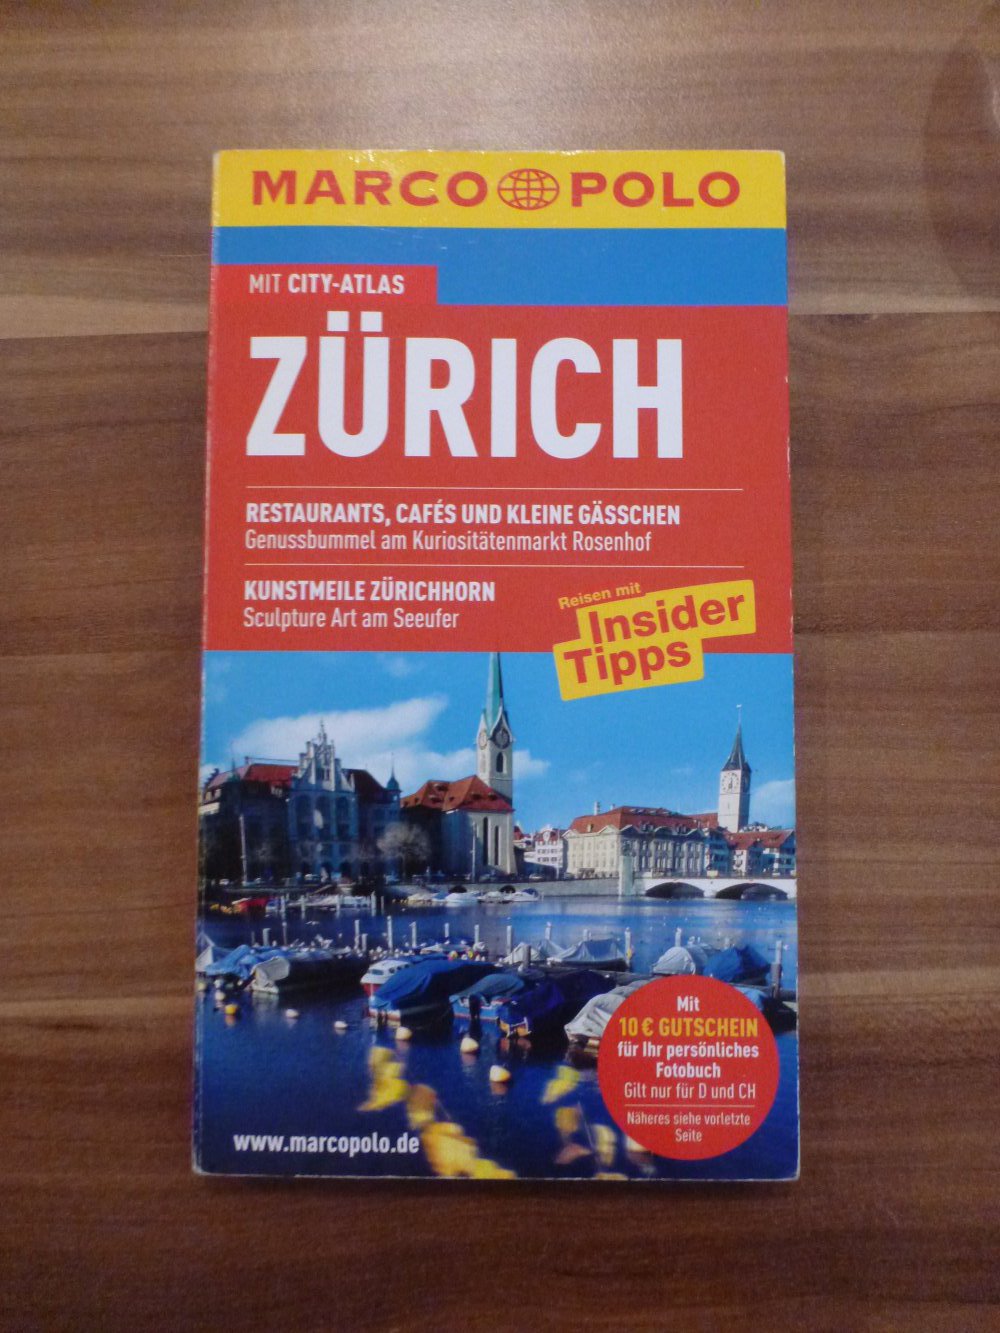 MARCO POLO
MIT CITY-ATLAS
ZÜRICH
RESTAURANTS, CAFÉS UND KLEINE GÄSSCHEN
Genussbummel am Kuriositätenmarkt Rosenhof
KUNSTMEILE ZÜRICHHORN
Sculpture Art am Seeufer
Reisen mit
Insider
Tipps
Mit
10 € GUTSCHEIN
für Ihr persönliches
Fotobuch
Gilt nur für D und CH
Näheres siehe vorletzte
Seite
www.marcopolo.de